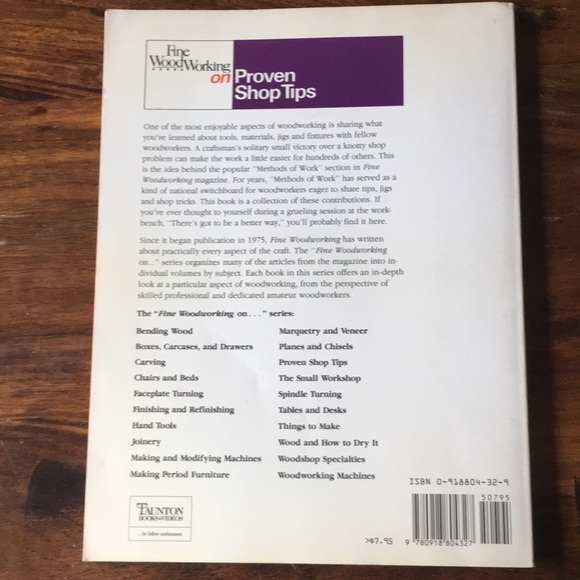 Fine
WoodWorking
on Proven
Shop Tips
One of the most enjoyable aspects of woodworking is sharing what
you've learned about tools, materials, jigs and fixtures with fellow
woodworkers. A craftsman's solitary small victory over a knotty shop
problem can make the work a little easier for hundreds of others. This
is the idea behind the popular "Methods of Work" section in Fine
Woodworking magazine. For years, "Methods of Work" has served as a
kind of national switchboard for woodworkers eager to share tips, jigs
and shop tricks. This book is a collection of these contributions. If
you've ever thought to yourself during a grueling session at the work-
bench, "There's got to be a better way," you'll probably find it here.
Since it began publication in 1975, Fine Woodworking has written
about practically every aspect of the craft. The "Fine Woodworking
on..." series organizes many of the articles from the magazine into in-
dividual volumes by subject. Each book in this series offers an in-depth
look at a particular aspect of woodworking, from the perspective of
skilled professional and dedicated amateur woodworkers.
The "Fine Woodworking on . . ." series:
Bending Wood
Boxes, Carcases, and Drawers
Carving
Chairs and Beds
Faceplate Turning
Finishing and Refinishing
Hand Tools
Joinery
Making and Modifying Machines
Making Period Furniture
Marquetry and Veneer
Planes and Chisels
Proven Shop Tips
The Small Workshop
Spindle Turning
Tables and Desks
Things to Make
Wood and How to Dry It
Woodshop Specialties
Woodworking Machines
TAUNTON
BOOKS & VIDEOS
...by fellow enthusiasts
ISBN 0-918804-32-9
50795
>$7.95
9 780918 804327